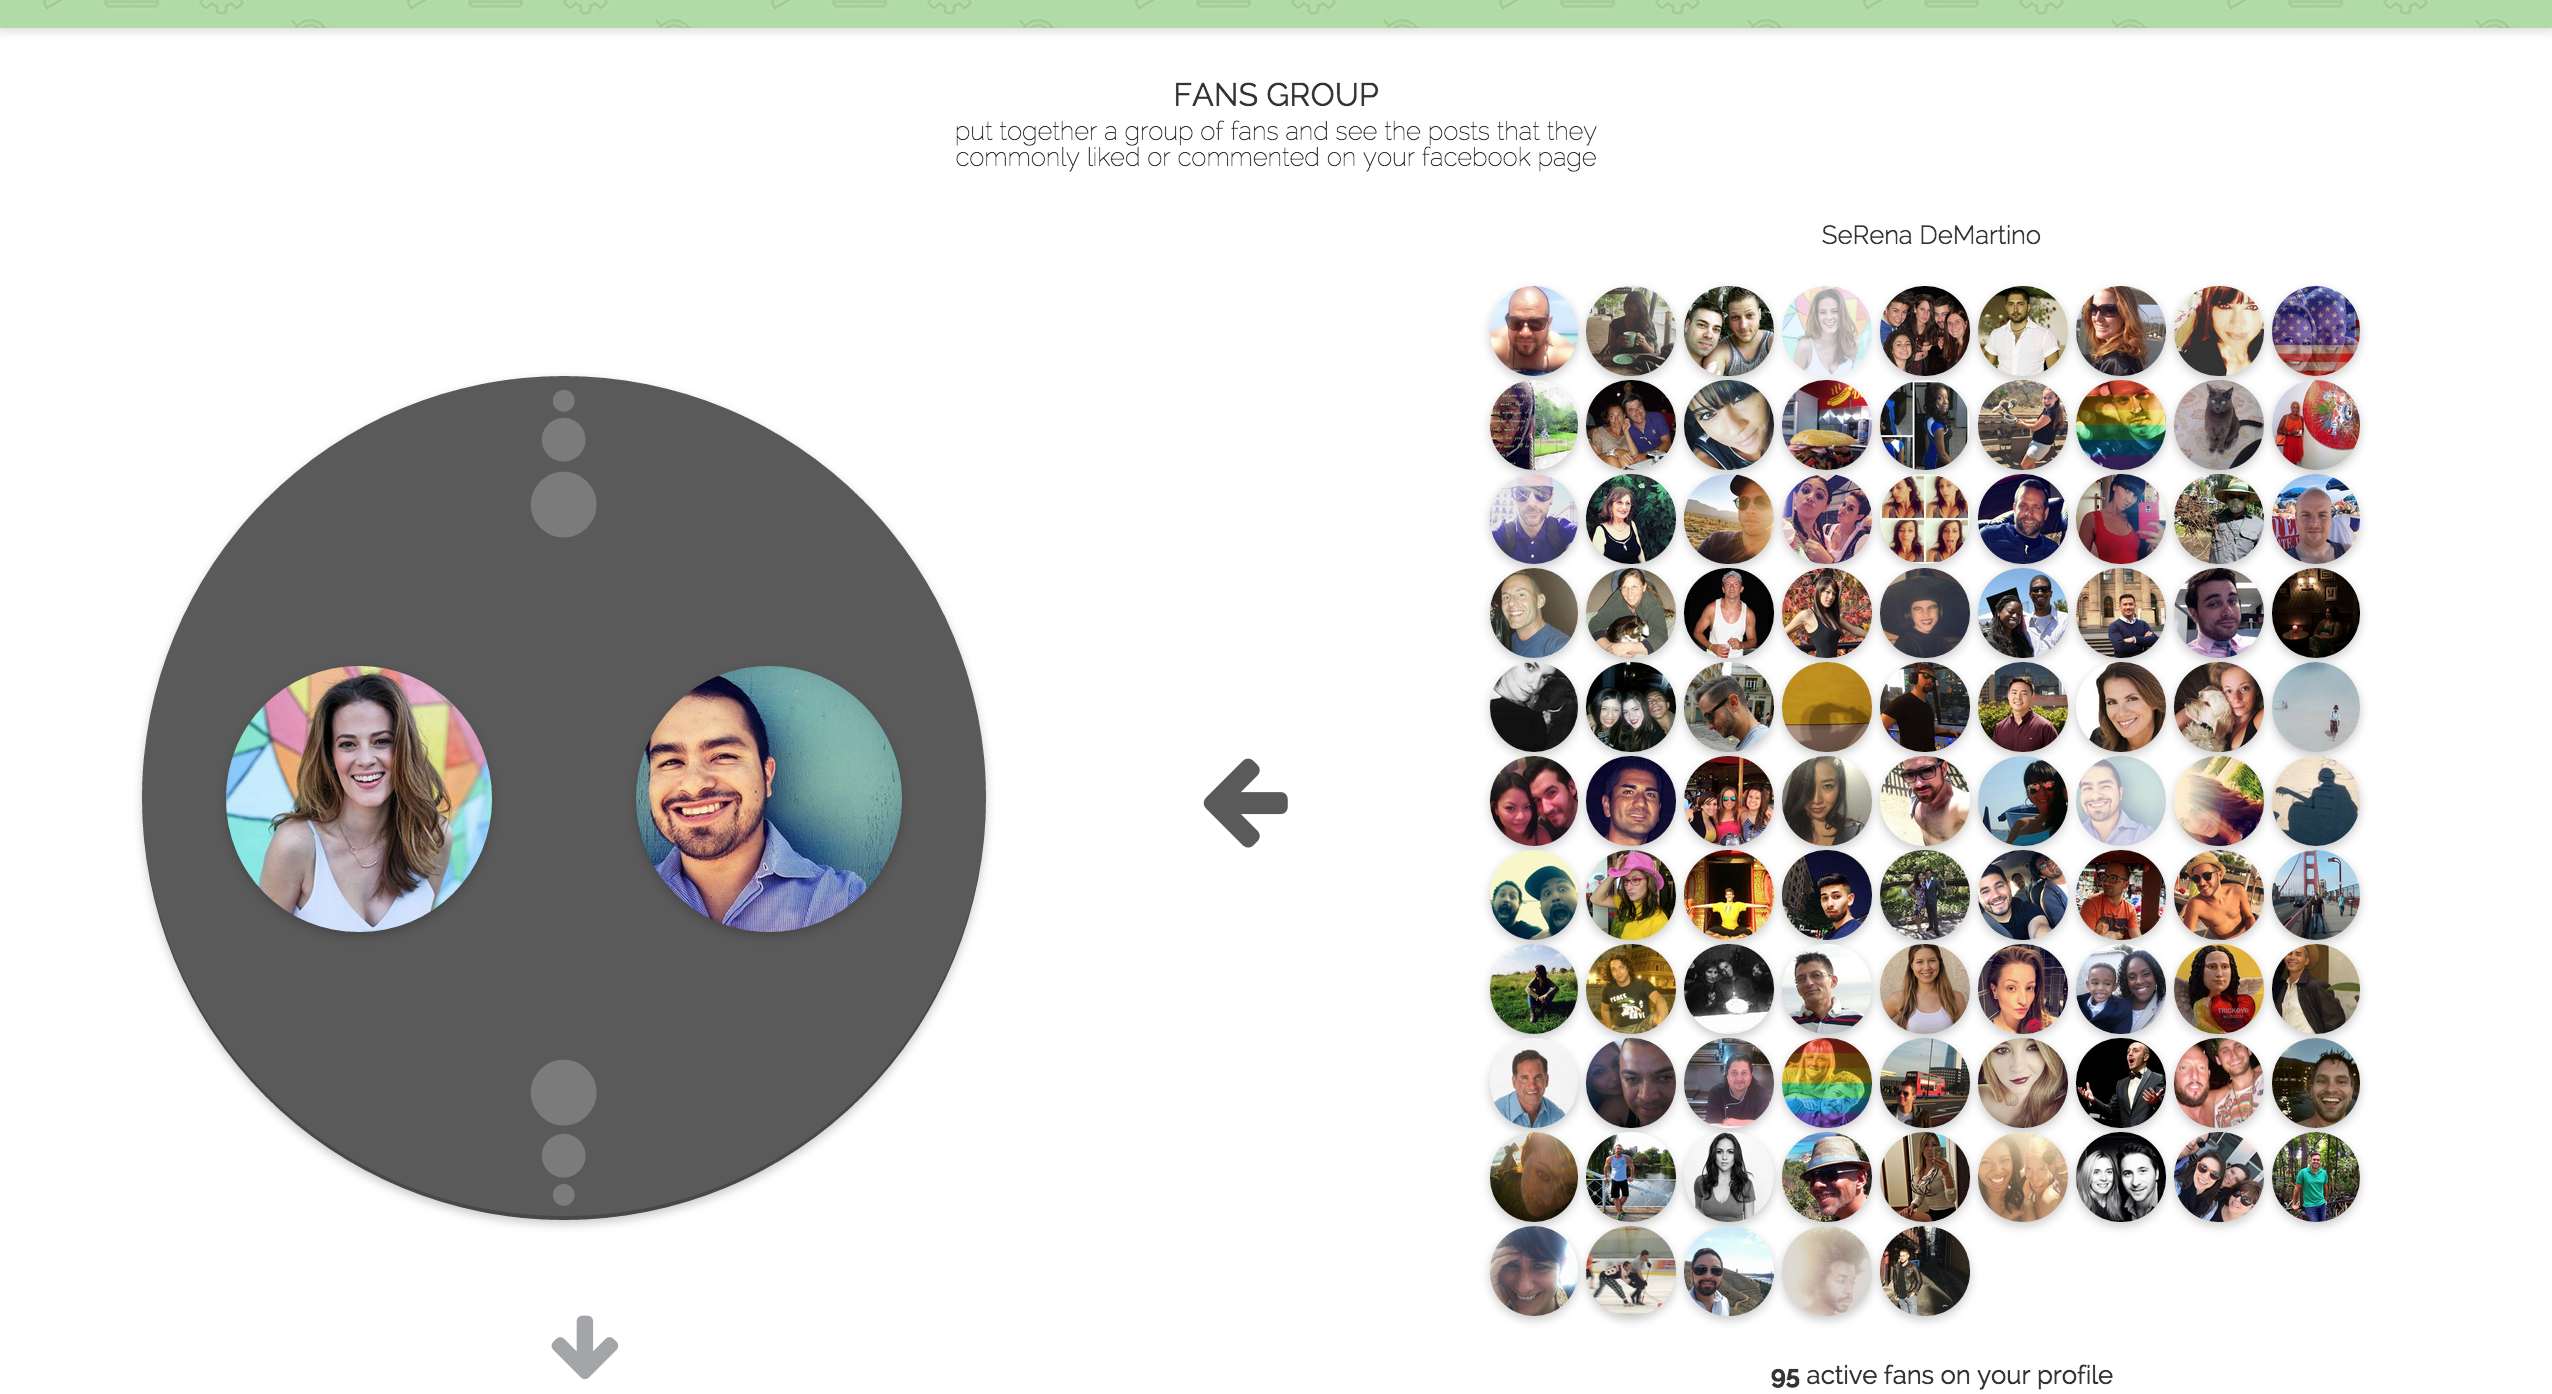 FANS GROUP
put together a group of fans and see the posts that they
commonly liked or commented on your facebook page
SeRena DeMartino
95 active fans on your profile